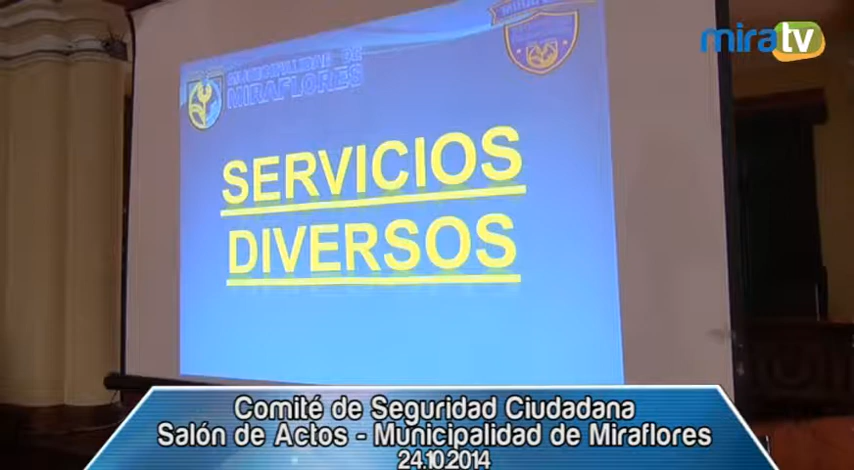 miratv
MUNICIPALIDAD DE
MIRAFLORES
SERVICIOS
DIVERSOS
Comité de Seguridad Ciudadana
Salón de Actos - Municipalidad de Miraflores
24.10.2014